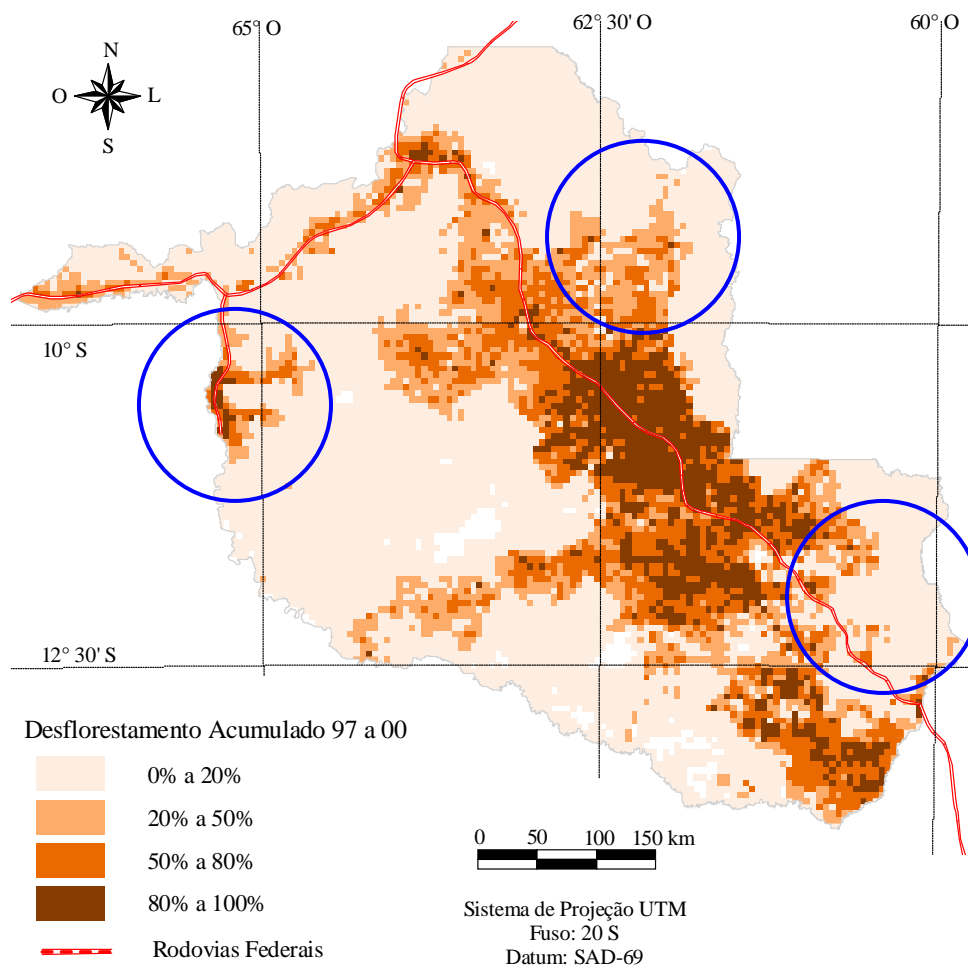 65° O
62° 30' O
60° O
N
O
L
S
10° S
12° 30' S
Desflorestamento Acumulado 97 a 00
0% a 20%
20% a 50%
50% a 80%
80% a 100%
Rodovias Federais
0 50 100 150 km
Sistema de Projeção UTM
Fuso: 20 S
Datum: SAD-69